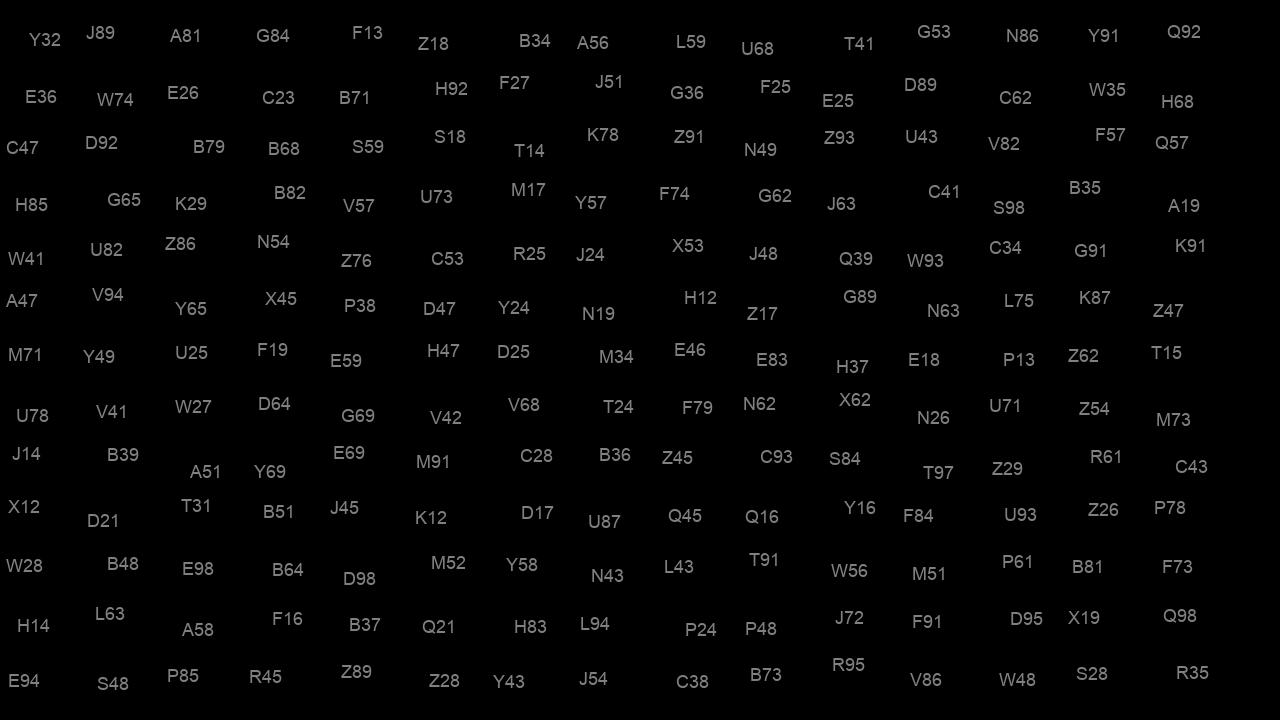 Y32 J89 A81 G84 F13 Z18 B34 A56 L59 U68 T41 G53 N86 Y91 Q92
E36 W74 E26 C23 B71 H92 F27 J51 G36 F25 E25 D89 C62 W35 H68
C47 D92 B79 B68 S59 S18 T14 K78 Z91 N49 Z93 U43 V82 F57 Q57
H85 G65 K29 B82 V57 U73 M17 Y57 F74 G62 J63 C41 S98 B35 A19
W41 U82 Z86 N54 Z76 C53 R25 J24 X53 J48 Q39 W93 C34 G91 K91
A47 V94 Y65 X45 P38 D47 Y24 N19 H12 Z17 G89 N63 L75 K87 Z47
M71 Y49 U25 F19 E59 H47 D25 M34 E46 E83 H37 E18 P13 Z62 T15
U78 V41 W27 D64 G69 V42 V68 T24 F79 N62 X62 N26 U71 Z54 M73
J14 B39 A51 Y69 E69 M91 C28 B36 Z45 C93 S84 T97 Z29 R61 C43
X12 D21 T31 B51 J45 K12 D17 U87 Q45 Q16 Y16 F84 U93 Z26 P78
W28 B48 E98 B64 D98 M52 Y58 N43 L43 T91 W56 M51 P61 B81 F73
H14 L63 A58 F16 B37 Q21 H83 L94 P24 P48 J72 F91 D95 X19 Q98
E94 S48 P85 R45 Z89 Z28 Y43 J54 C38 B73 R95 V86 W48 S28 R35